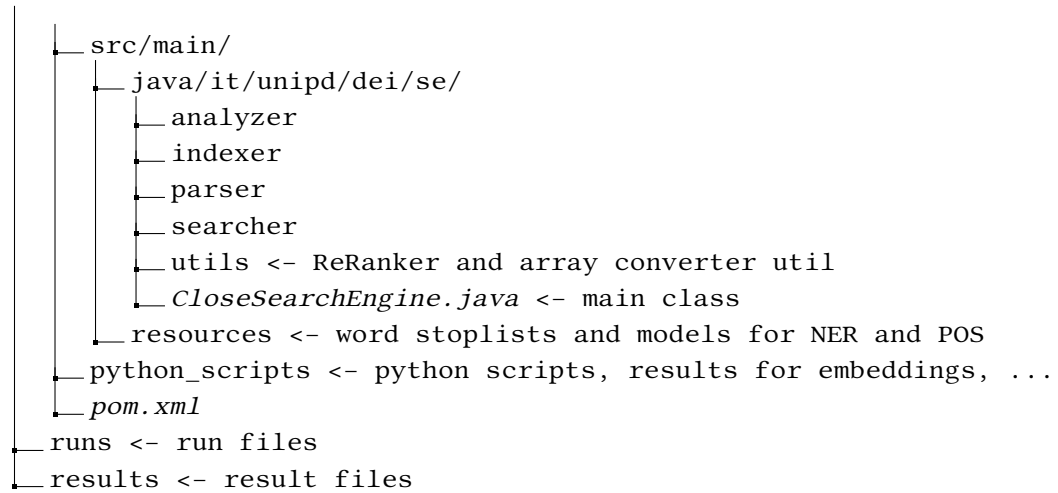 src/main/
java/it/unipd/dei/se/
analyzer
indexer
parser
searcher
utils <- ReRanker and array converter util
CloseSearchEngine.java <- main class
resources <- word stoplists and models for NER and POS
python_scripts <- python scripts, results for embeddings, ...
pom.xml
runs <- run files
results <- result files